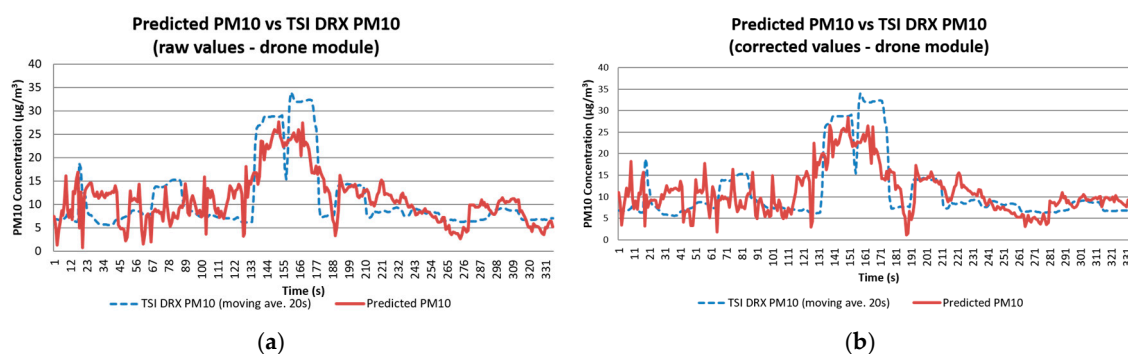 Predicted PM10 vs TSI DRX PM10
(raw values - drone module)
PM10 Concentration (µg/m³)
40
35
30
25
20
15
10
5
0
1 12 23 34 45 56 67 78 89 100 111 122 133 144 155 166 177 188 199 210 221 232 243 254 265 276 287 298 309 320 331
Time (s)
TSI DRX PM10 (moving ave. 20s) Predicted PM10
(a)
Predicted PM10 vs TSI DRX PM10
(corrected values - drone module)
PM10 Concentration (µg/m³)
40
35
30
25
20
15
10
5
0
1 11 21 31 41 51 61 71 81 91 101 111 121 131 141 151 161 171 181 191 201 211 221 231 241 251 261 271 281 291 301 311 321 331
Time (s)
TSI DRX PM10 (moving ave. 20s) Predicted PM10
(b)